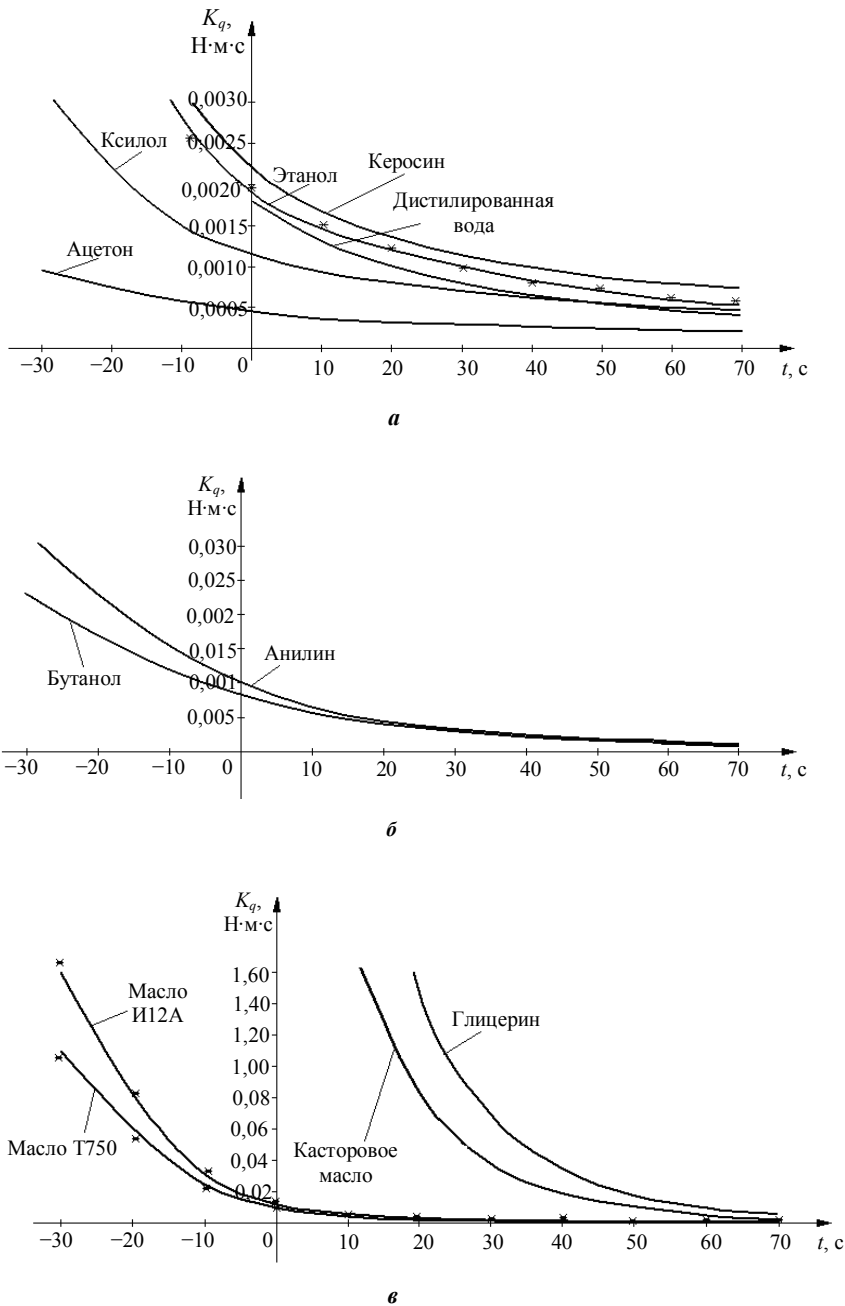 Kq,
Н·м·с
0,0030
0,0025
0,0020
0,0015
0,0010
0,0005
Ксилол
Этанол
Керосин
Дистилированная
вода
Ацетон
−30 −20 −10 0 10 20 30 40 50 60 70 t, с
а
Kq,
Н·м·с
0,030
0,025
0,002
0,015
0,001
0,005
Анилин
Бутанол
−30 −20 −10 0 10 20 30 40 50 60 70 t, с
б
Kq,
Н·м·с
1,60
1,40
1,20
1,00
0,08
0,06
0,04
0,02
Масло
И12А
Глицерин
Масло Т750
Касторовое
масло
−30 −20 −10 0 10 20 30 40 50 60 70 t, с
в